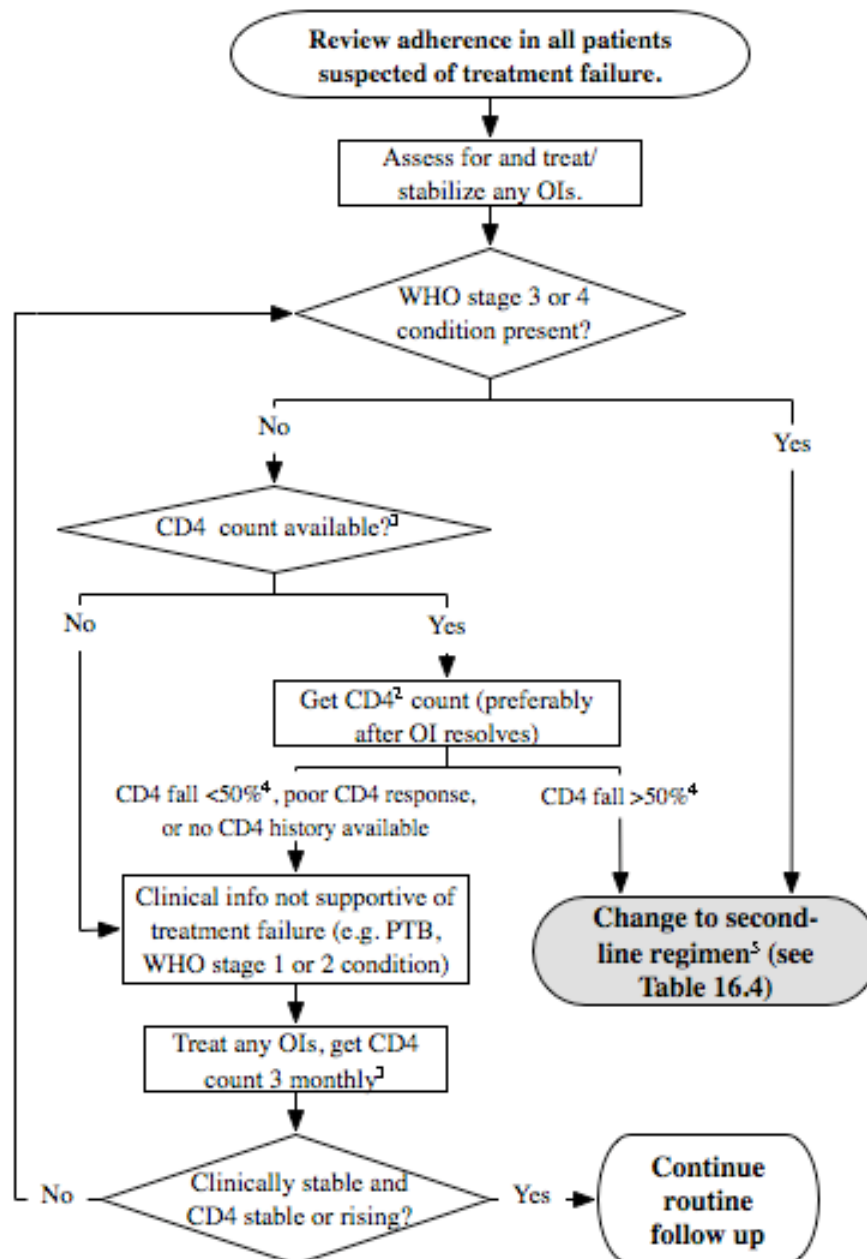 Review adherence in all patients
suspected of treatment failure.
Assess for and treat/
stabilize any OIs.
WHO stage 3 or 4
condition present?
No
Yes
CD4 count available?³
No
Yes
Get CD4² count (preferably
after OI resolves)
CD4 fall <50%⁴, poor CD4 response,
or no CD4 history available
CD4 fall >50%⁴
Clinical info not supportive of
treatment failure (e.g. PTB,
WHO stage 1 or 2 condition)
Change to second-
line regimen⁵ (see
Table 16.4)
Treat any OIs, get CD4
count 3 monthly³
Clinically stable and
CD4 stable or rising?
No
Yes
Continue
routine
follow up